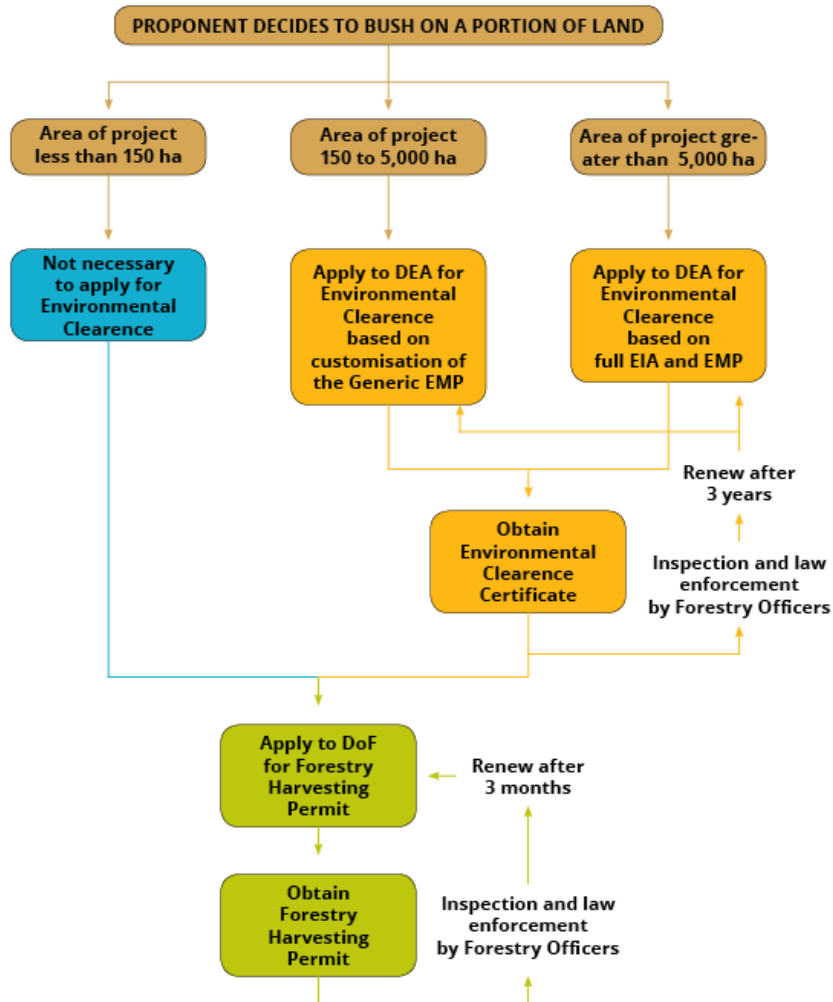 PROPONENT DECIDES TO BUSH ON A PORTION OF LAND
Area of project
less than 150 ha
Area of project
150 to 5,000 ha
Area of project gre-
ater than 5,000 ha
Not necessary
to apply for
Environmental
Clearence
Apply to DEA for
Environmental
Clearence
based on
customisation of
the Generic EMP
Apply to DEA for
Environmental
Clearence
based on
full EIA and EMP
Renew after
3 years
Obtain
Environmental
Clearence
Certificate
Inspection and law
enforcement
by Forestry Officers
Apply to DoF
for Forestry
Harvesting
Permit
Renew after
3 months
Obtain
Forestry
Harvesting
Permit
Inspection and law
enforcement
by Forestry Officers